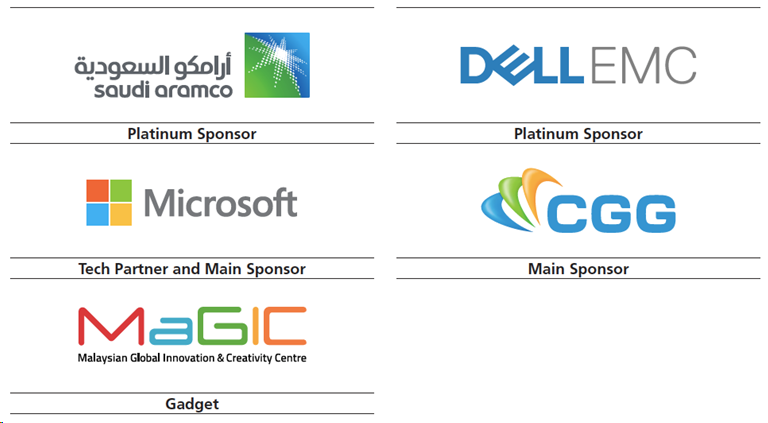 أرامكو السعودية
saudi aramco
DELL EMC
Platinum Sponsor
Platinum Sponsor
Microsoft
CGG
Tech Partner and Main Sponsor
Main Sponsor
MaGIC
Malaysian Global Innovation & Creativity Centre
Gadget